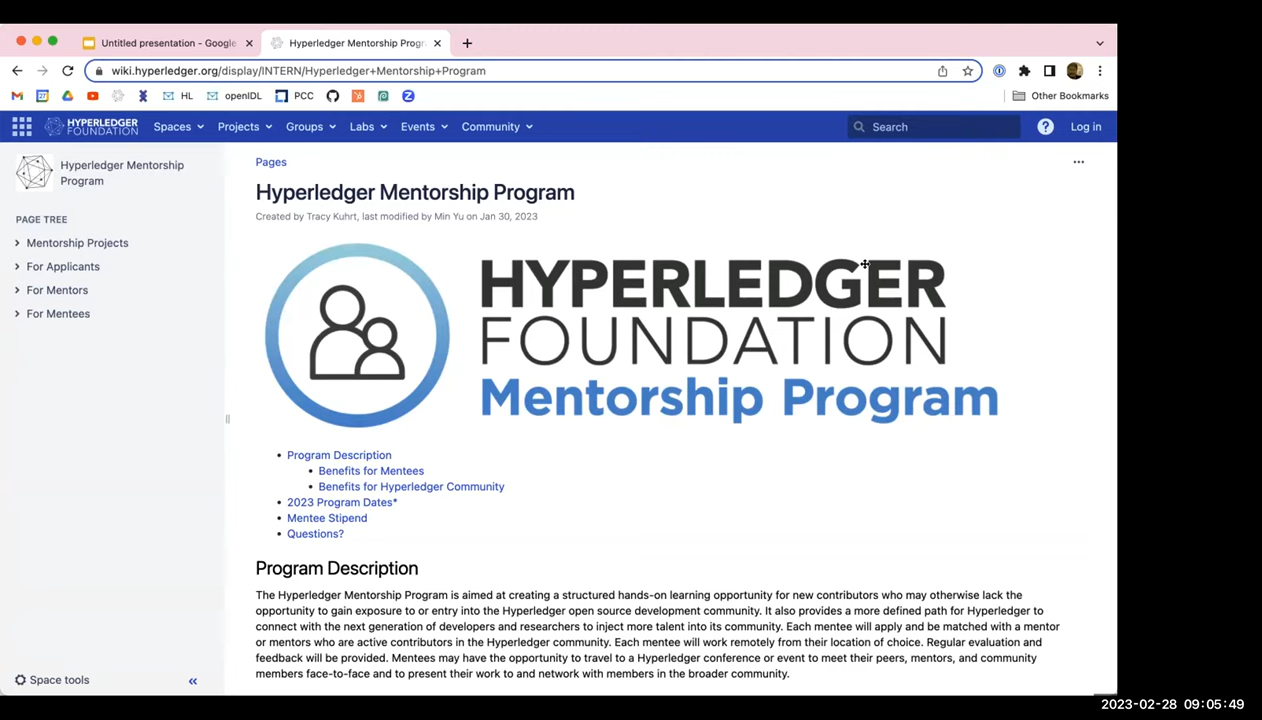 Untitled presentation - Google
Hyperledger Mentorship Progr
wiki.hyperledger.org/display/INTERN/Hyperledger+Mentorship+Program
HL
openIDL
PCC
Other Bookmarks
HYPERLEDGER
FOUNDATION
Spaces
Projects
Groups
Labs
Events
Community
Search
?
Log in
Hyperledger Mentorship
Program
PAGE TREE
Mentorship Projects
For Applicants
For Mentors
For Mentees
Space tools
Pages
Hyperledger Mentorship Program
Created by Tracy Kuhrt, last modified by Min Yu on Jan 30, 2023
HYPERLEDGER
FOUNDATION
Mentorship Program
• Program Description
• Benefits for Mentees
• Benefits for Hyperledger Community
• 2023 Program Dates*
• Mentee Stipend
• Questions?
Program Description
The Hyperledger Mentorship Program is aimed at creating a structured hands-on learning opportunity for new contributors who may otherwise lack the
opportunity to gain exposure to or entry into the Hyperledger open source development community. It also provides a more defined path for Hyperledger to
connect with the next generation of developers and researchers to inject more talent into its community. Each mentee will apply and be matched with a mentor
or mentors who are active contributors in the Hyperledger community. Each mentee will work remotely from their location of choice. Regular evaluation and
feedback will be provided. Mentees may have the opportunity to travel to a Hyperledger conference or event to meet their peers, mentors, and community
members face-to-face and to present their work to and network with members in the broader community.
2023-02-28 09:05:49